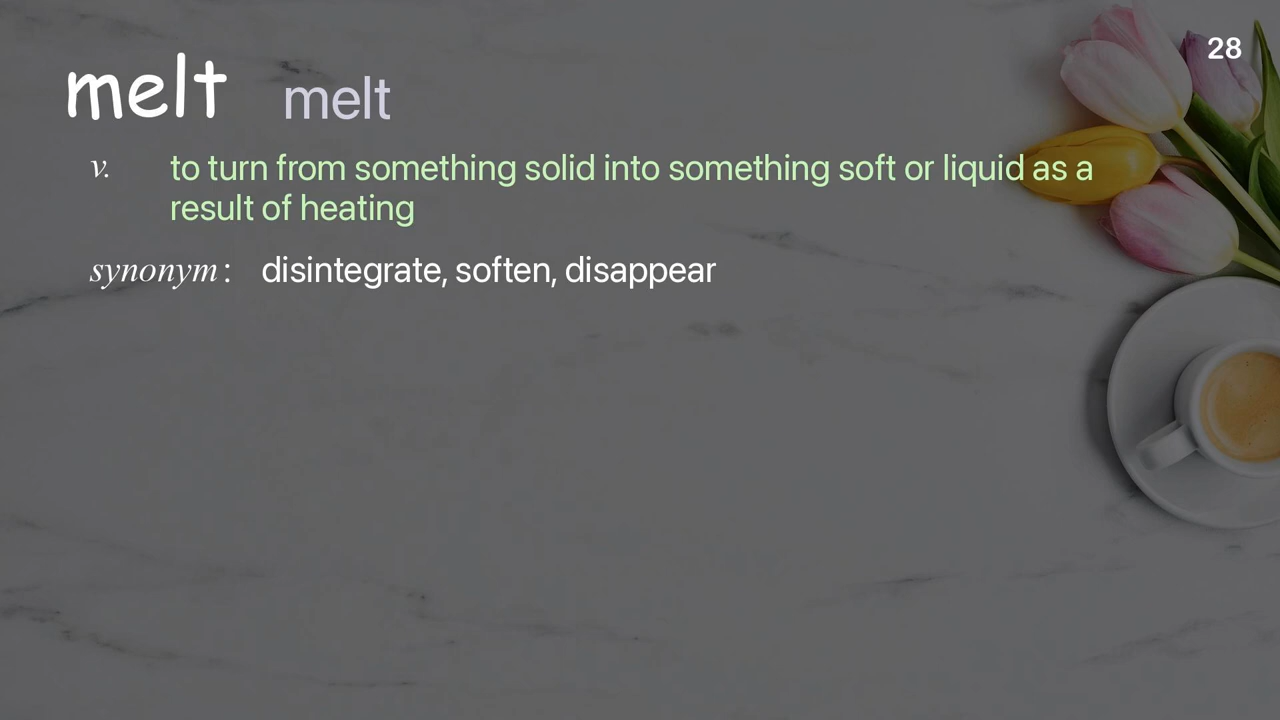 28
melt melt
v. to turn from something solid into something soft or liquid as a
result of heating
synonym: disintegrate, soften, disappear